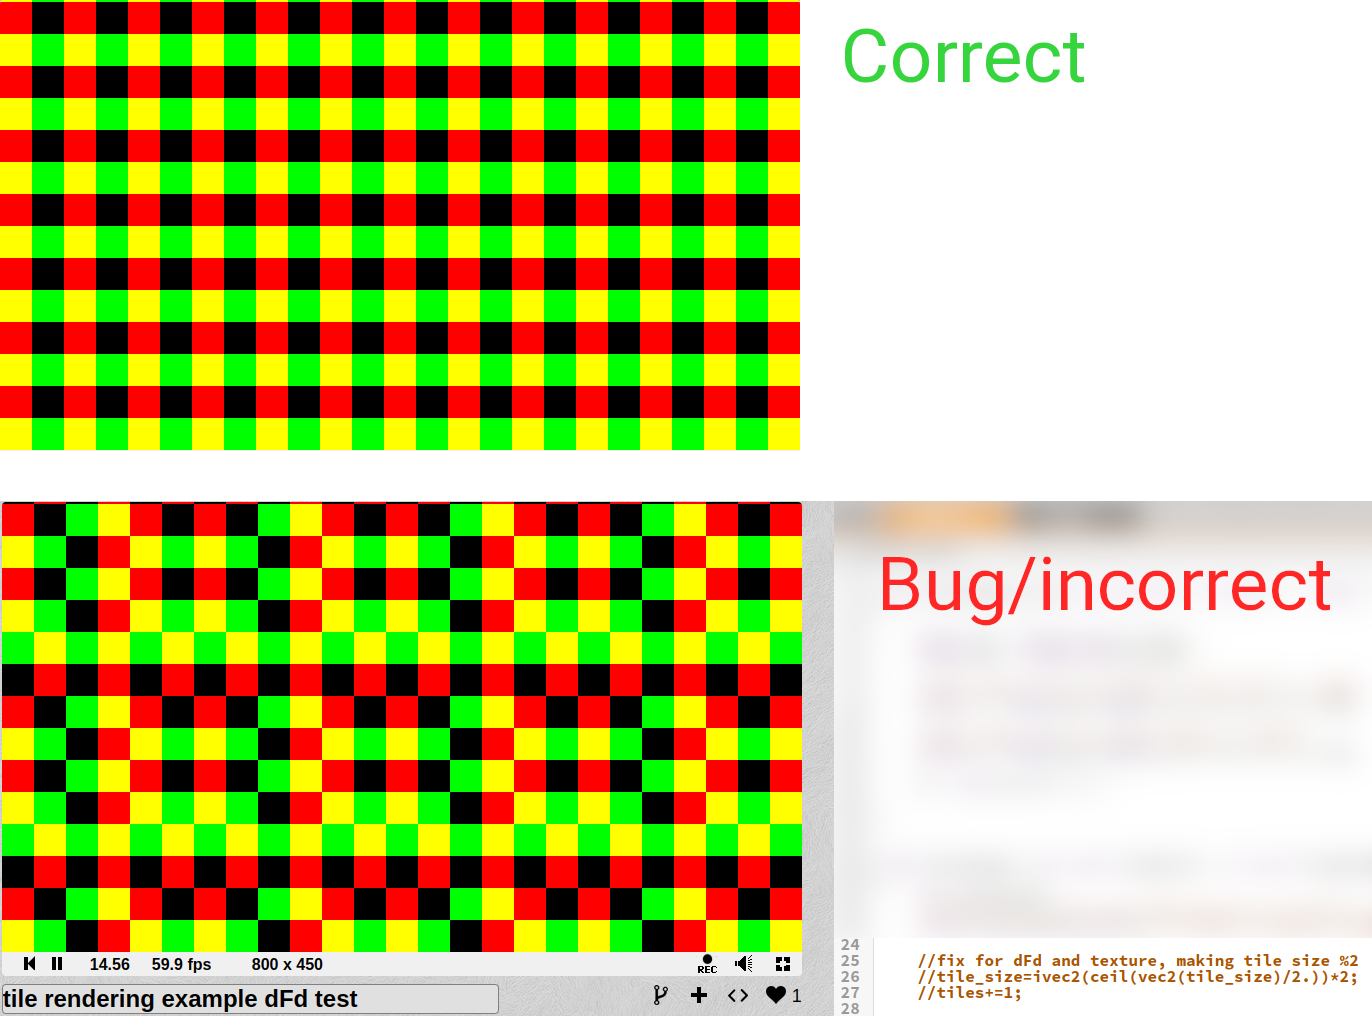 Correct
Bug/incorrect
24
25 //fix for dFd and texture, making tile size %2
26 //tile_size=ivec2(ceil(vec2(tile_size)/2.))*2;
27 //tiles+=1;
28
14.56 59.9 fps 800 x 450 REC
tile rendering example dFd test 1